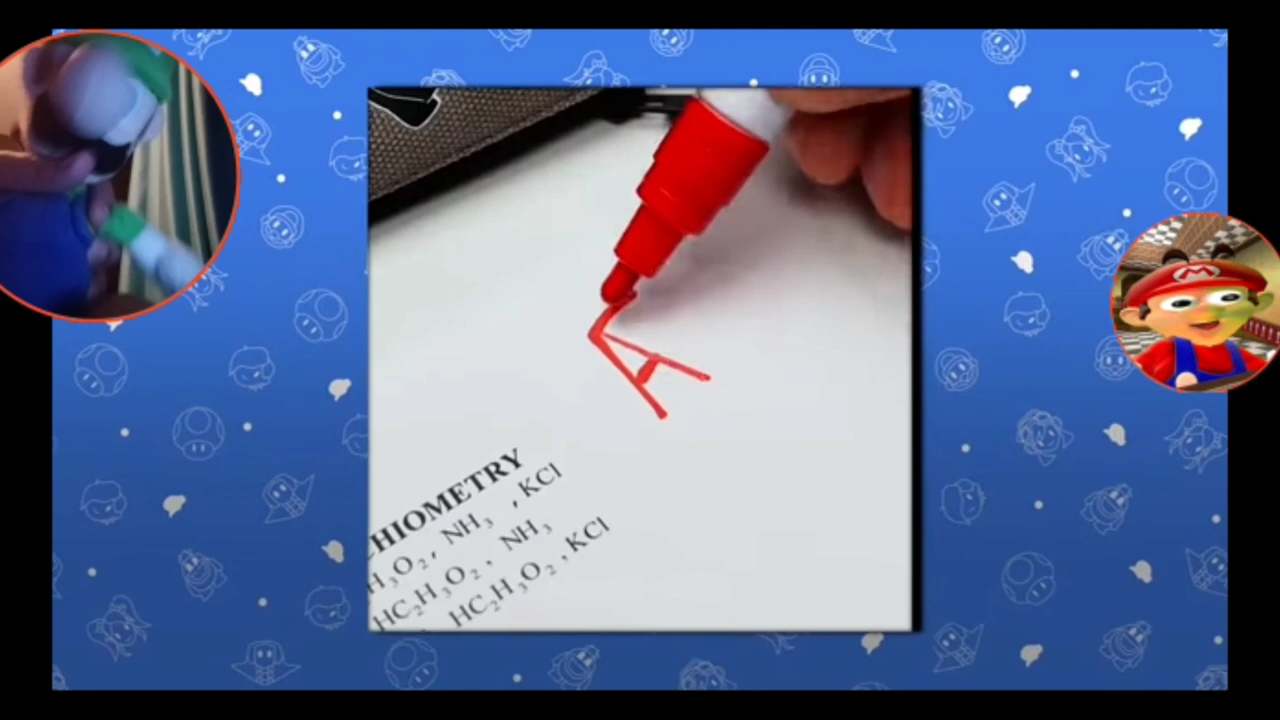 A
HIOMETRY
H₃O₂, NH₃ , KCl
HC₂H₃O₂ , NH₃
HC₂H₃O₂ , KCl
M